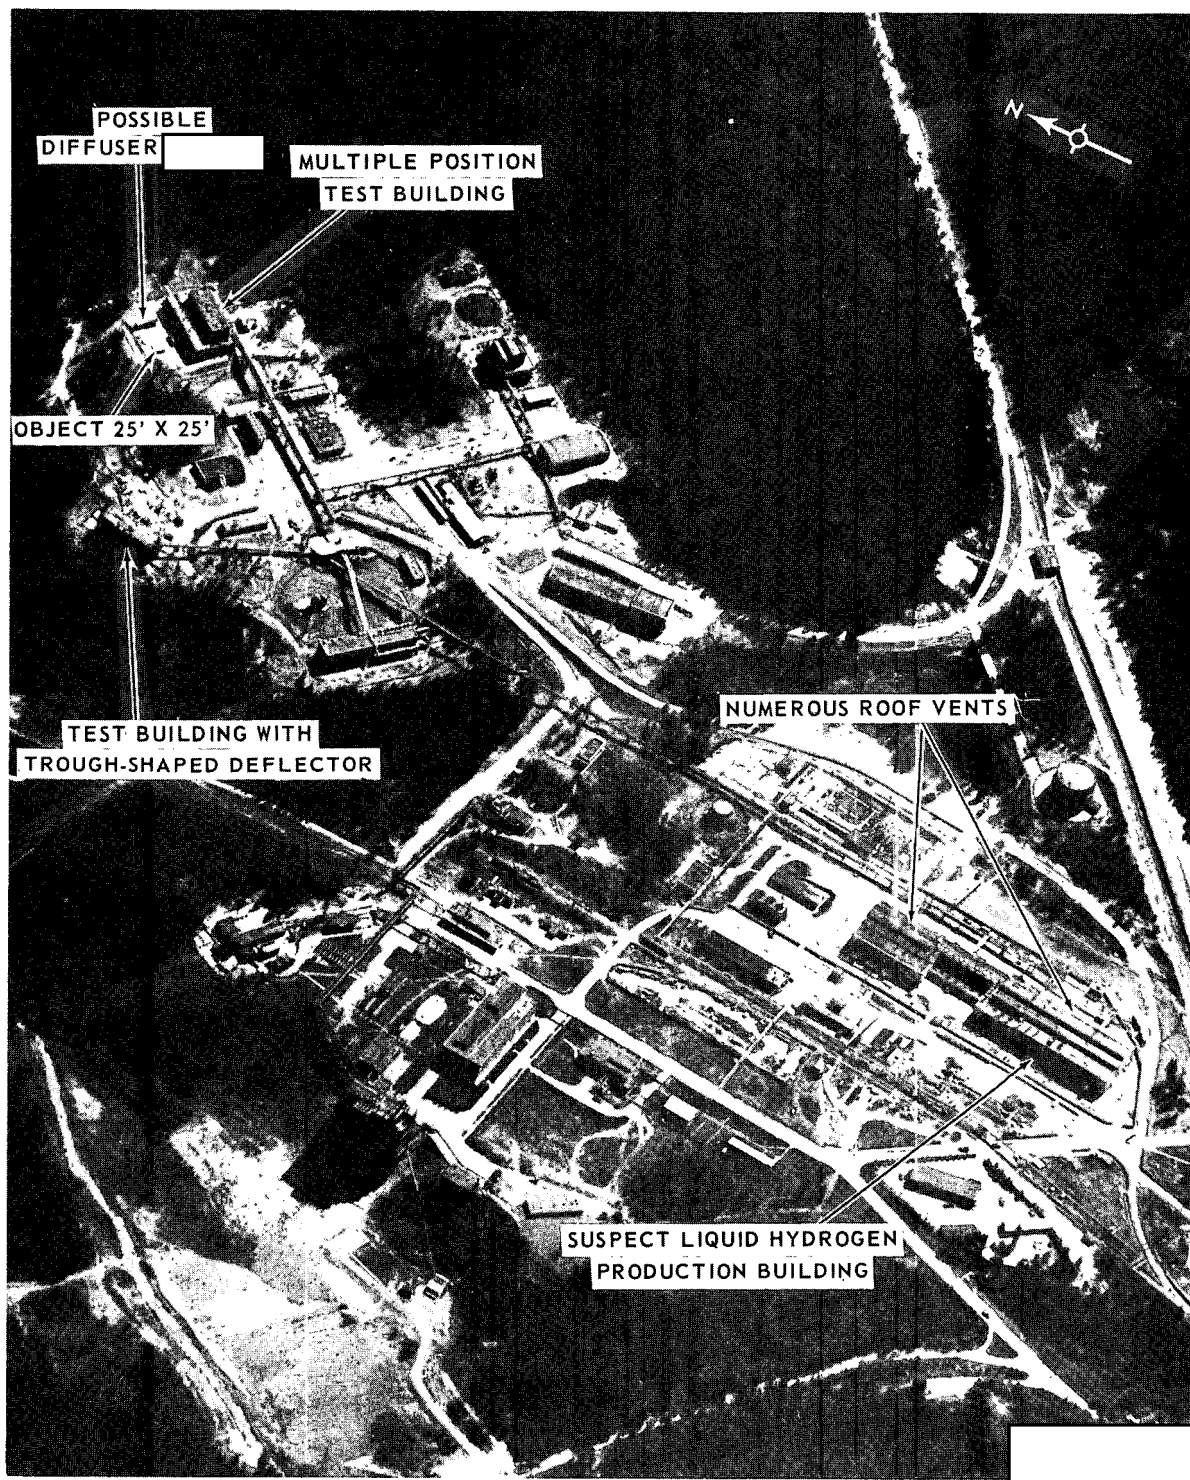 POSSIBLE
DIFFUSER
MULTIPLE POSITION
TEST BUILDING
N
OBJECT 25' X 25'
TEST BUILDING WITH
TROUGH-SHAPED DEFLECTOR
NUMEROUS ROOF VENTS
SUSPECT LIQUID HYDROGEN
PRODUCTION BUILDING